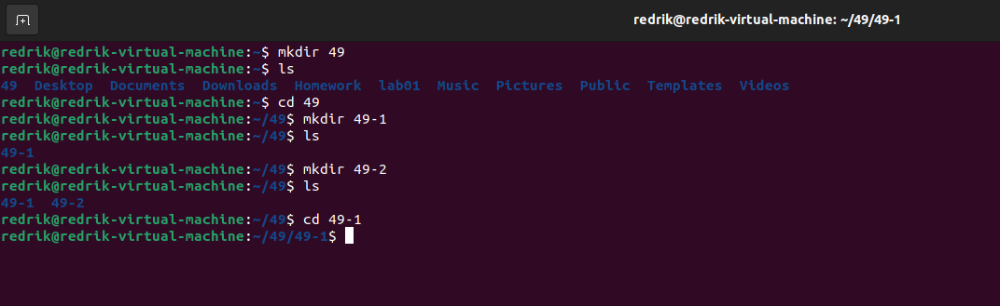 redrik@redrik-virtual-machine: ~/49/49-1
redrik@redrik-virtual-machine:~$ mkdir 49
redrik@redrik-virtual-machine:~$ ls
49  Desktop  Documents  Downloads  Homework  lab01  Music  Pictures  Public  Templates  Videos
redrik@redrik-virtual-machine:~$ cd 49
redrik@redrik-virtual-machine:~/49$ mkdir 49-1
redrik@redrik-virtual-machine:~/49$ ls
49-1
redrik@redrik-virtual-machine:~/49$ mkdir 49-2
redrik@redrik-virtual-machine:~/49$ ls
49-1  49-2
redrik@redrik-virtual-machine:~/49$ cd 49-1
redrik@redrik-virtual-machine:~/49/49-1$